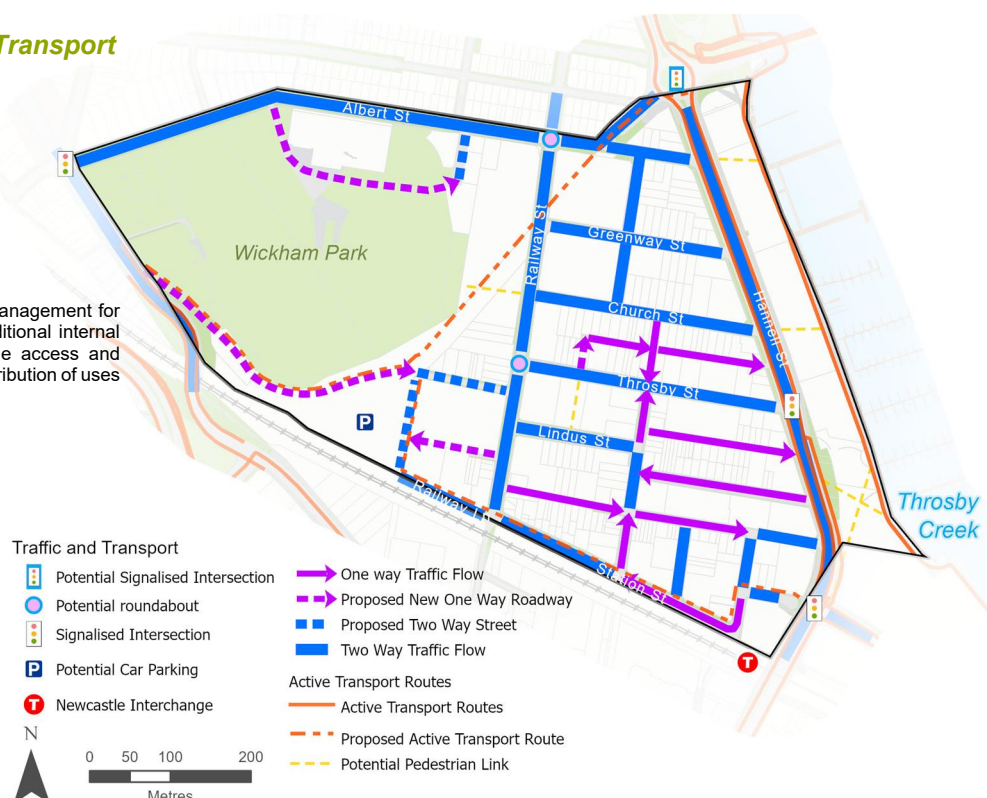 Transport
Albert St
Wickham Park
Railway St
Greenway St
Church St
Hannell St
anagement for
ditional internal
e access and
ribution of uses
Throsby St
Lindus St
P
Railway Ln
Throsby
Creek
Station St
T
Traffic and Transport
Potential Signalised Intersection
Potential roundabout
Signalised Intersection
P Potential Car Parking
T Newcastle Interchange
One way Traffic Flow
Proposed New One Way Roadway
Proposed Two Way Street
Two Way Traffic Flow
Active Transport Routes
Active Transport Routes
Proposed Active Transport Route
Potential Pedestrian Link
N
0 50 100 200
Metres